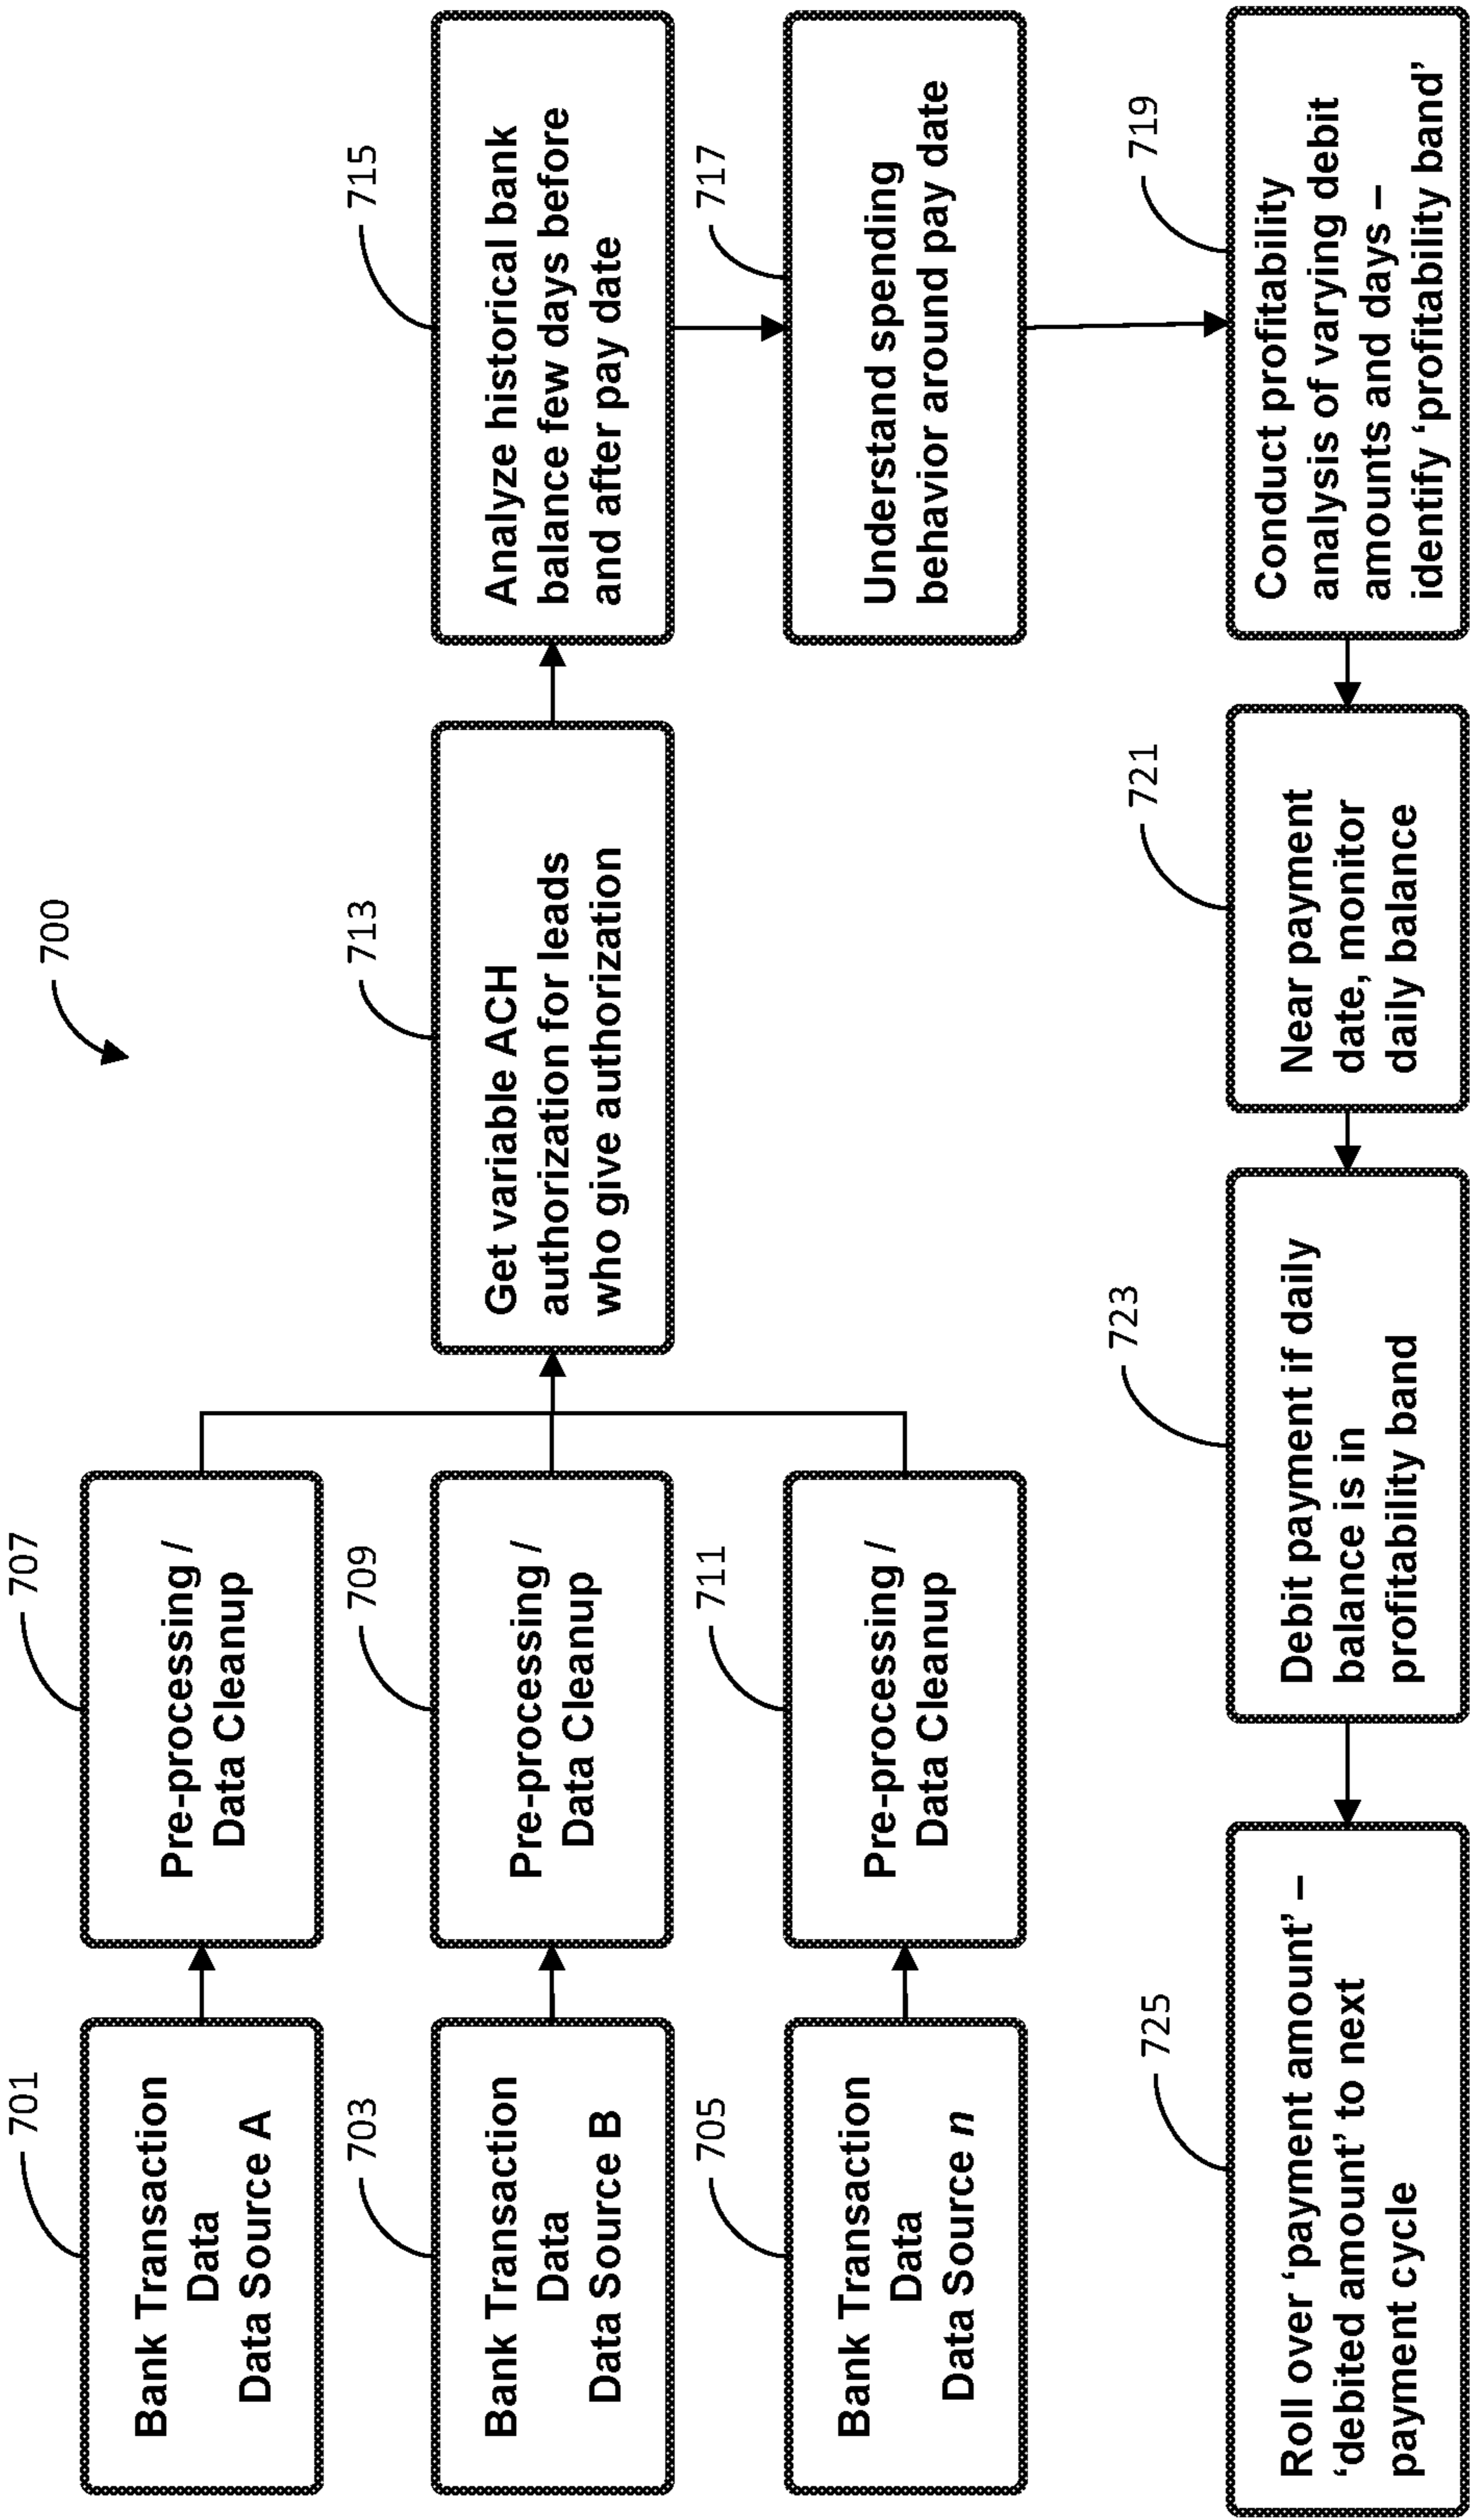 700
701
Bank Transaction
Data
Data Source A
707
Pre-processing /
Data Cleanup
703
Bank Transaction
Data
Data Source B
709
Pre-processing /
Data Cleanup
705
Bank Transaction
Data
Data Source n
711
Pre-processing /
Data Cleanup
713
Get variable ACH
authorization for leads
who give authorization
715
Analyze historical bank
balance few days before
and after pay date
717
Understand spending
behavior around pay date
719
Conduct profitability
analysis of varying debit
amounts and days –
identify ‘profitability band’
721
Near payment
date, monitor
daily balance
723
Debit payment if daily
balance is in
profitability band
725
Roll over ‘payment amount’ –
‘debited amount’ to next
payment cycle